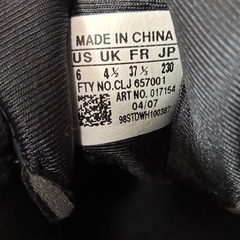 MADE IN CHINA
US UK FR JP
6 4½ 37⅓ 230
FTY NO.CLJ 657001
ART NO. 017154
04/07
98STDWH100387